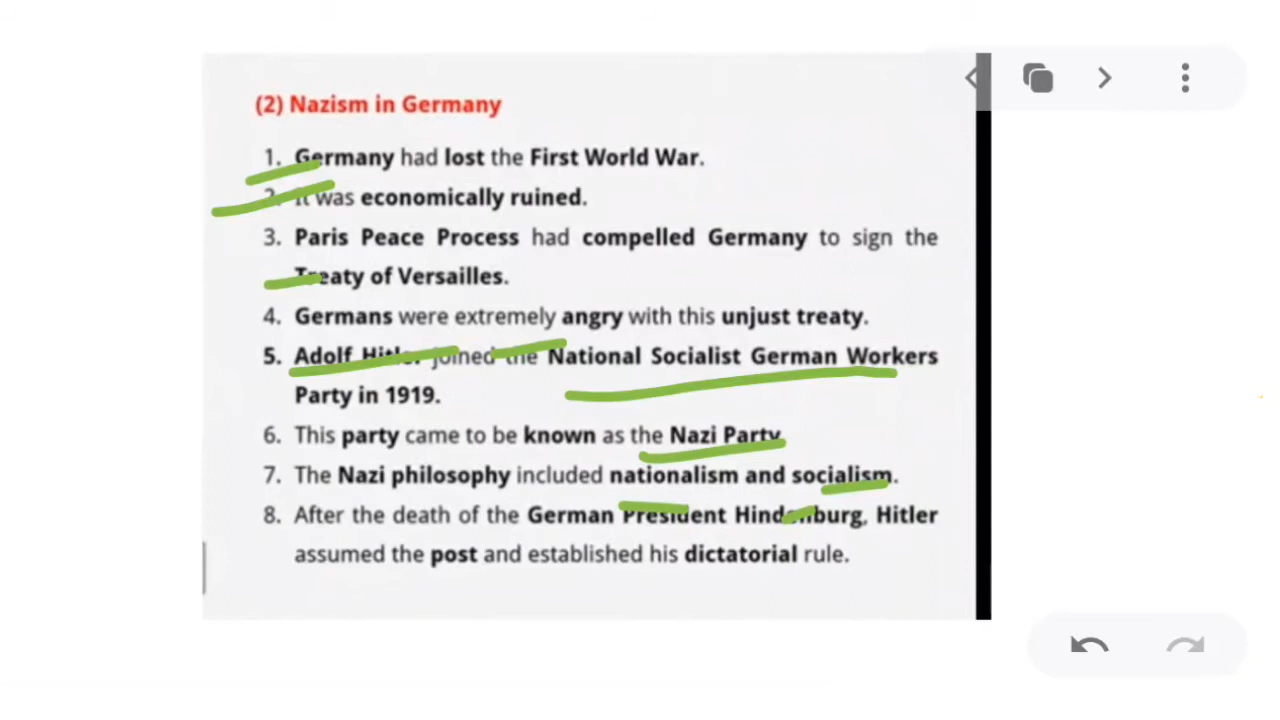 (2) Nazism in Germany
1. Germany had lost the First World War.
2. It was economically ruined.
3. Paris Peace Process had compelled Germany to sign the
Treaty of Versailles.
4. Germans were extremely angry with this unjust treaty.
5. Adolf Hitler joined the National Socialist German Workers
Party in 1919.
6. This party came to be known as the Nazi Party.
7. The Nazi philosophy included nationalism and socialism.
8. After the death of the German President Hindenburg, Hitler
assumed the post and established his dictatorial rule.